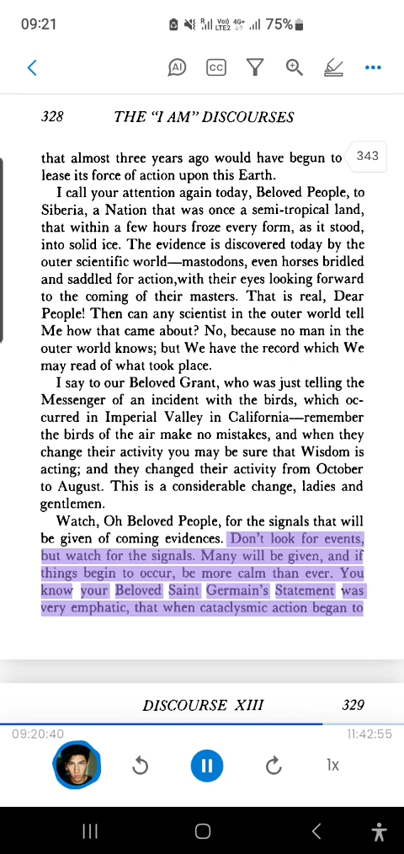 09:21
VoI)
LTE2
4G+
75%
AI
CC
328 THE “I AM” DISCOURSES
343
that almost three years ago would have begun to
lease its force of action upon this Earth.
I call your attention again today, Beloved People, to
Siberia, a Nation that was once a semi-tropical land,
that within a few hours froze every form, as it stood,
into solid ice. The evidence is discovered today by the
outer scientific world—mastodons, even horses bridled
and saddled for action,with their eyes looking forward
to the coming of their masters. That is real, Dear
People! Then can any scientist in the outer world tell
Me how that came about? No, because no man in the
outer world knows; but We have the record which We
may read of what took place.
I say to our Beloved Grant, who was just telling the
Messenger of an incident with the birds, which oc-
curred in Imperial Valley in California—remember
the birds of the air make no mistakes, and when they
change their activity you may be sure that Wisdom is
acting; and they changed their activity from October
to August. This is a considerable change, ladies and
gentlemen.
Watch, Oh Beloved People, for the signals that will
be given of coming evidences. Don’t look for events,
but watch for the signals. Many will be given, and if
things begin to occur, be more calm than ever. You
know your Beloved Saint Germain’s Statement was
very emphatic, that when cataclysmic action began to
DISCOURSE XIII 329
09:20:40 11:42:55
1x